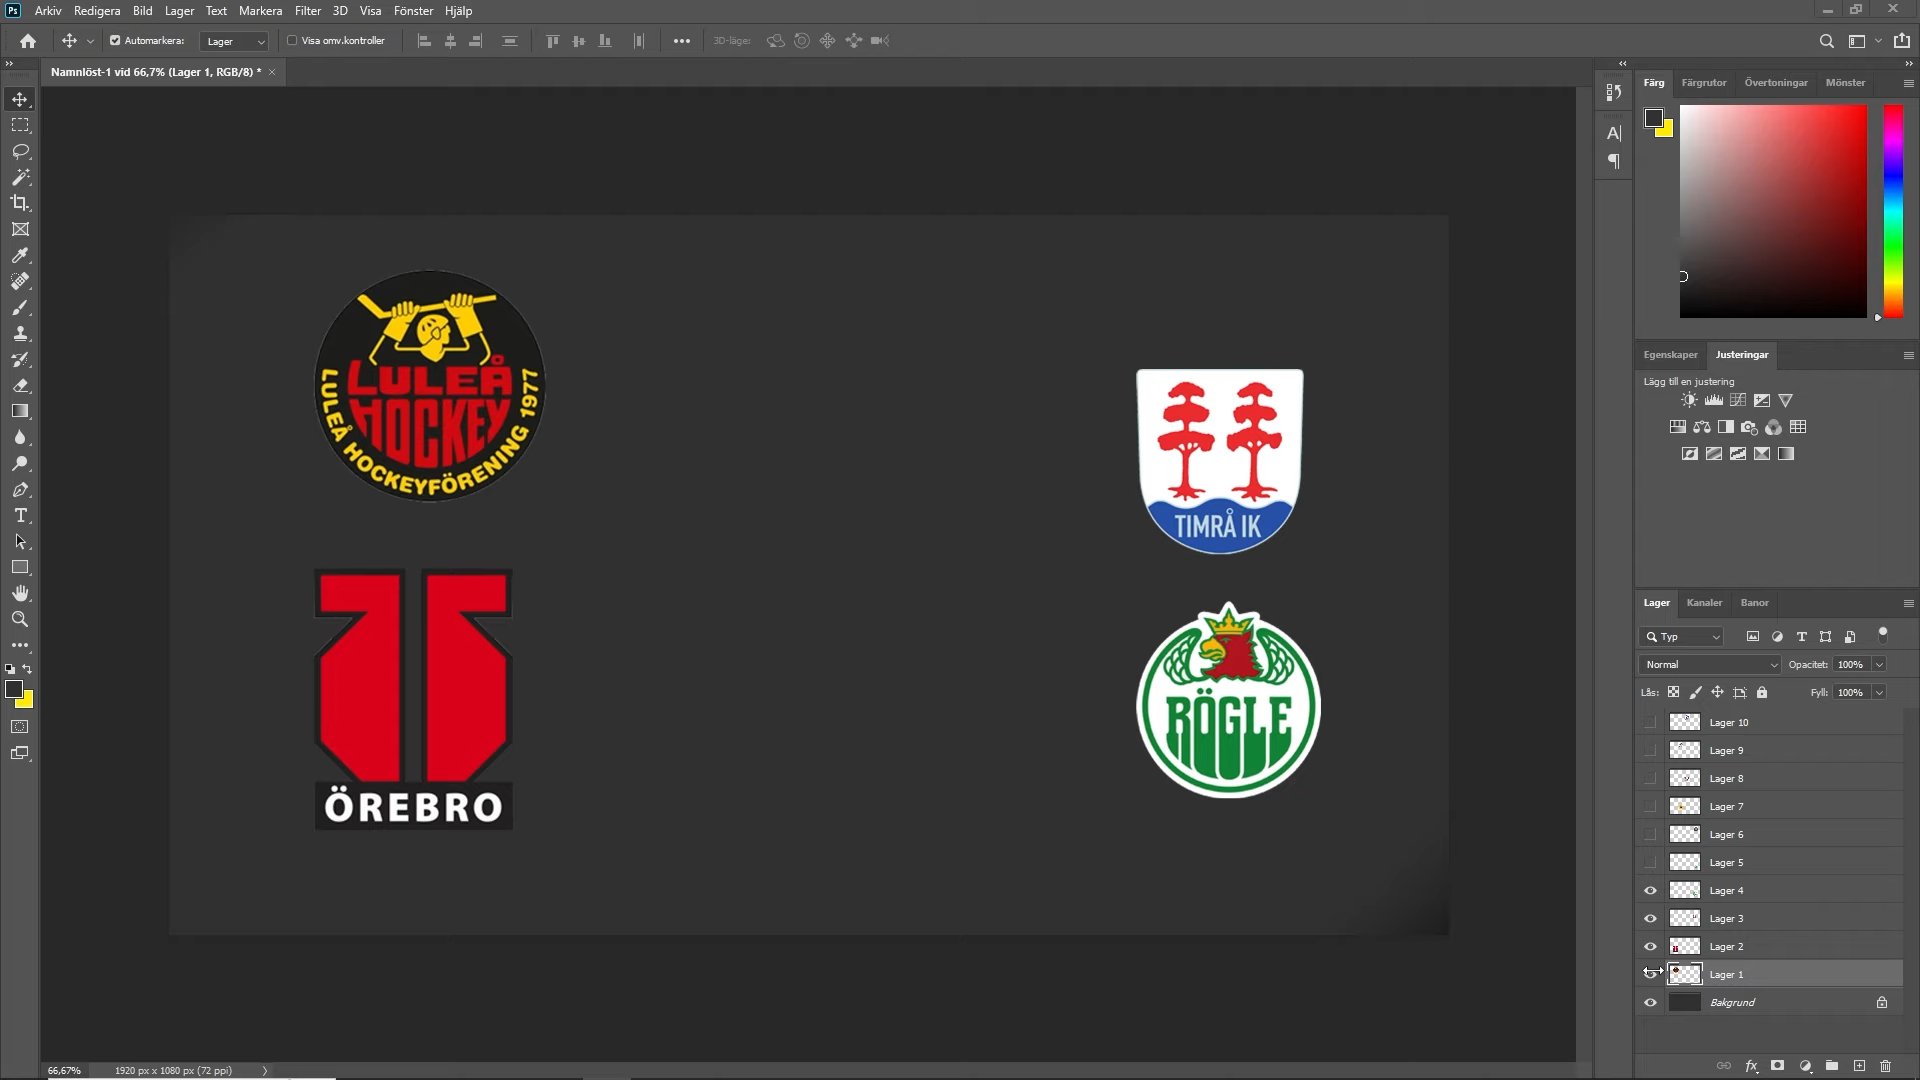 Ps Arkiv Redigera Bild Lager Text Markera Filter 3D Visa Fönster Hjälp
Automarkera: Lager Visa omv.kontroller 3D-läge:
Namnlöst-1 vid 66,7% (Lager 1, RGB/8) *
Färg Färgrutor Övertoningar Mönster
LULEÅ
HOCKEY
LULEÅ HOCKEYFÖRENING 1977
TIMRÅ IK
ÖREBRO
RÖGLE
Egenskaper Justeringar
Lägg till en justering
Lager Kanaler Banor
Typ
Normal Opacitet: 100%
Lås: Fyll: 100%
Lager 10
Lager 9
Lager 8
Lager 7
Lager 6
Lager 5
Lager 4
Lager 3
Lager 2
Lager 1
Bakgrund
66,67% 1920 px x 1080 px (72 ppi)